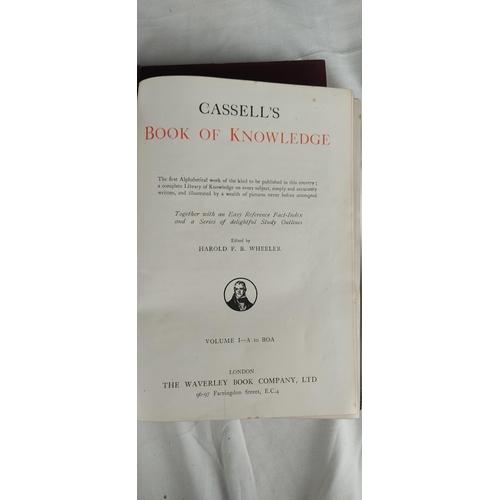 CASSELL'S
BOOK OF KNOWLEDGE
The first Alphabetical work of the kind to be published in this country;
a complete Library of Knowledge on every subject, simply and accurately
written, and illustrated by a wealth of pictures never before attempted
Together with an Easy Reference Fact-Index
and a Series of delightful Study Outlines
Edited by
HAROLD F. B. WHEELER
VOLUME I—A to BOA
LONDON
THE WAVERLEY BOOK COMPANY, LTD
96-97 Farringdon Street, E.C.4